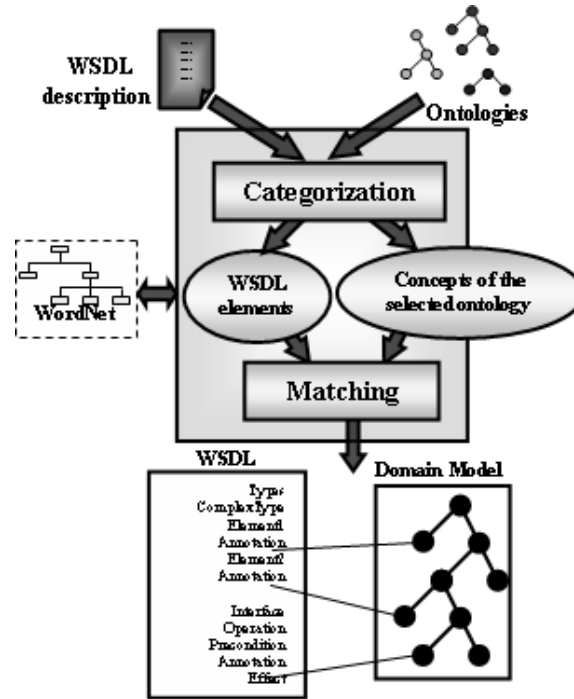 WSDL
description
Ontologies
Categorization
WordNet
WSDL
elements
Concepts of the
selected ontology
Matching
WSDL
Domain Model
Types
ComplexType
Element1
Annotation
Element2
Annotation
Interface
Operation
Precondition
Annotation
Effect